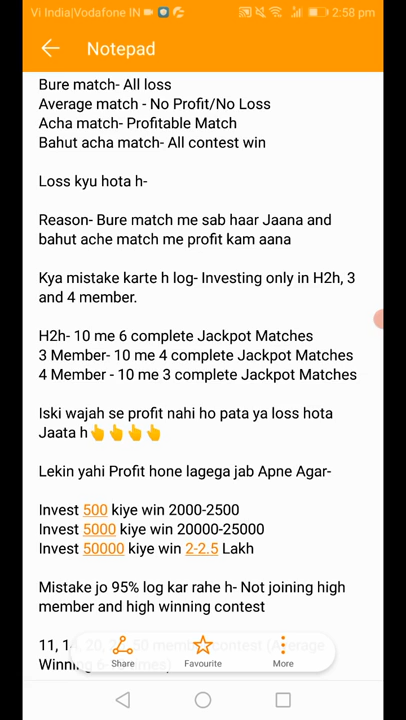 Vi India|Vodafone IN
2:58 pm
Notepad
Bure match- All loss
Average match - No Profit/No Loss
Acha match- Profitable Match
Bahut acha match- All contest win
Loss kyu hota h-
Reason- Bure match me sab haar Jaana and
bahut ache match me profit kam aana
Kya mistake karte h log- Investing only in H2h, 3
and 4 member.
H2h- 10 me 6 complete Jackpot Matches
3 Member- 10 me 4 complete Jackpot Matches
4 Member - 10 me 3 complete Jackpot Matches
Iski wajah se profit nahi ho pata ya loss hota
Jaata h👆👆👆👆
Lekin yahi Profit hone lagega jab Apne Agar-
Invest 500 kiye win 2000-2500
Invest 5000 kiye win 20000-25000
Invest 50000 kiye win 2-2.5 Lakh
Mistake jo 95% log kar rahe h- Not joining high
member and high winning contest
11, 20, 50 member contest (Average
Share
Favourite
More